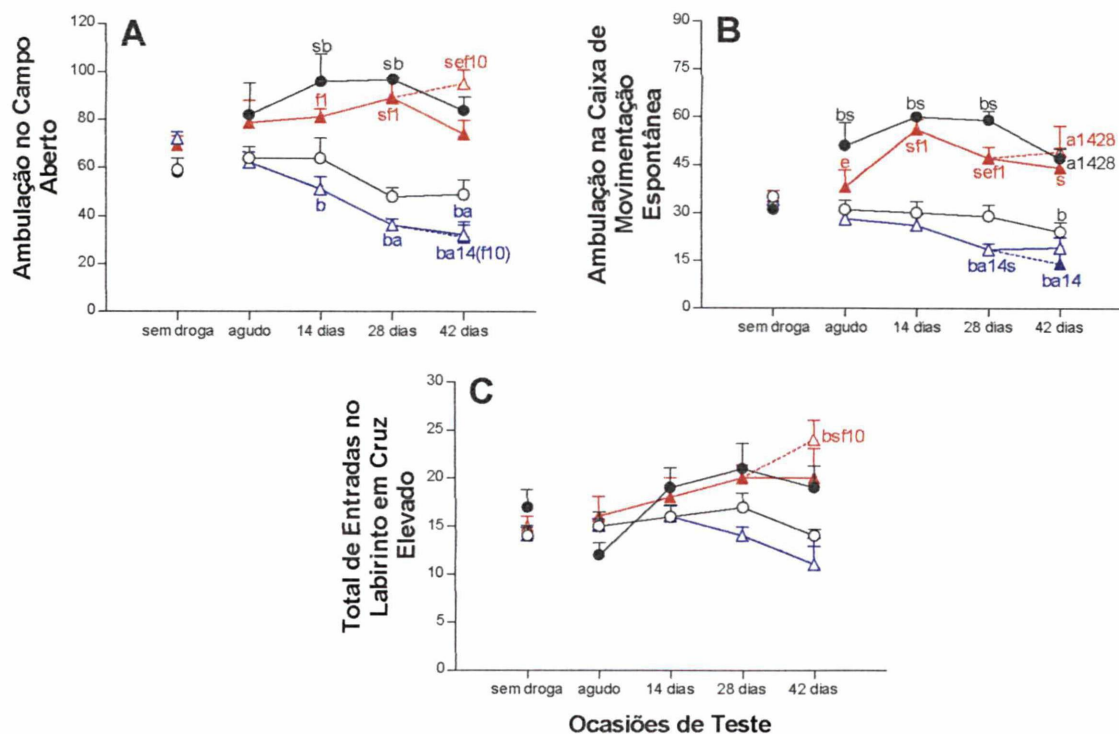 A
Ambulação no Campo
Aberto
120
100
80
60
40
20
0
sb
sb
sef10
f1
sf1
b
ba
ba
ba14(f10)
sem droga
agudo
14 dias
28 dias
42 dias
B
Ambulação na Caixa de
Movimentação
Espontânea
90
75
60
45
30
15
0
bs
bs
bs
e
sf1
sef1
a1428
a1428
s
b
ba14s
ba14
sem droga
agudo
14 dias
28 dias
42 dias
C
Total de Entradas no
Labirinto em Cruz
Elevado
30
25
20
15
10
5
0
bsf10
sem droga
agudo
14 dias
28 dias
42 dias
Ocasiões de Teste